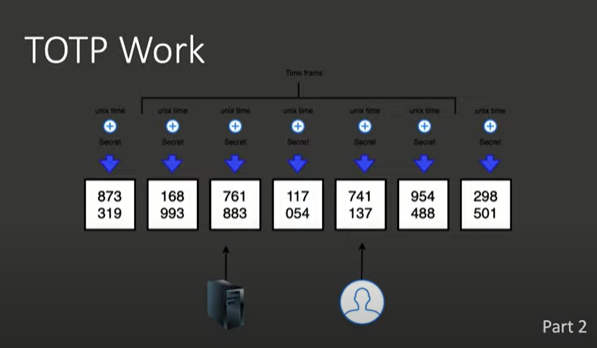 TOTP Work
Time frame
unix time unix time unix time unix time unix time unix time unix time
Secret Secret Secret Secret Secret Secret Secret
873 168 761 117 741 954 298
319 993 883 054 137 488 501
Part 2